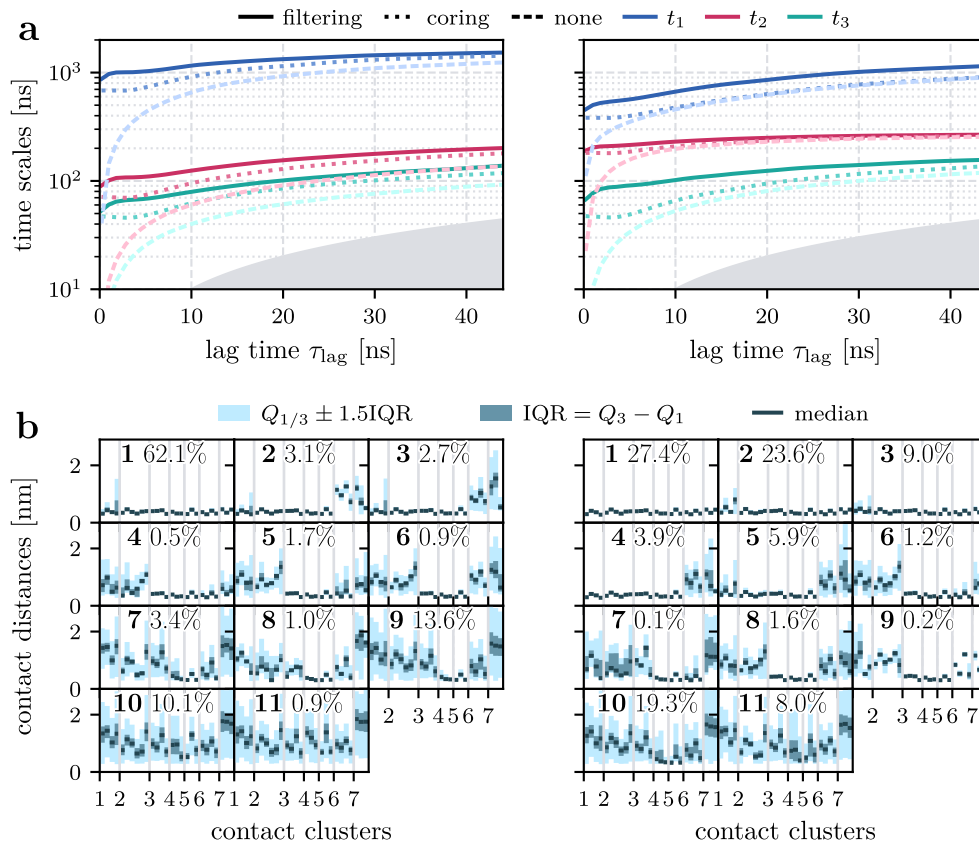 a
filtering coring none t1 t2 t3
time scales [ns]
10^3
10^2
10^1
0 10 20 30 40
0 10 20 30 40
lag time τlag [ns]
lag time τlag [ns]
b
Q1/3 ± 1.5IQR IQR = Q3 − Q1 median
contact distances [nm]
2
0
1 62.1% 2 3.1% 3 2.7%
1 27.4% 2 23.6% 3 9.0%
2
0
4 0.5% 5 1.7% 6 0.9%
4 3.9% 5 5.9% 6 1.2%
2
0
7 3.4% 8 1.0% 9 13.6%
7 0.1% 8 1.6% 9 0.2%
2 3 4 5 6 7
2 3 4 5 6 7
2
0
10 10.1% 11 0.9%
10 19.3% 11 8.0%
1 2 3 4 5 6 7 1 2 3 4 5 6 7
1 2 3 4 5 6 7 1 2 3 4 5 6 7
contact clusters
contact clusters